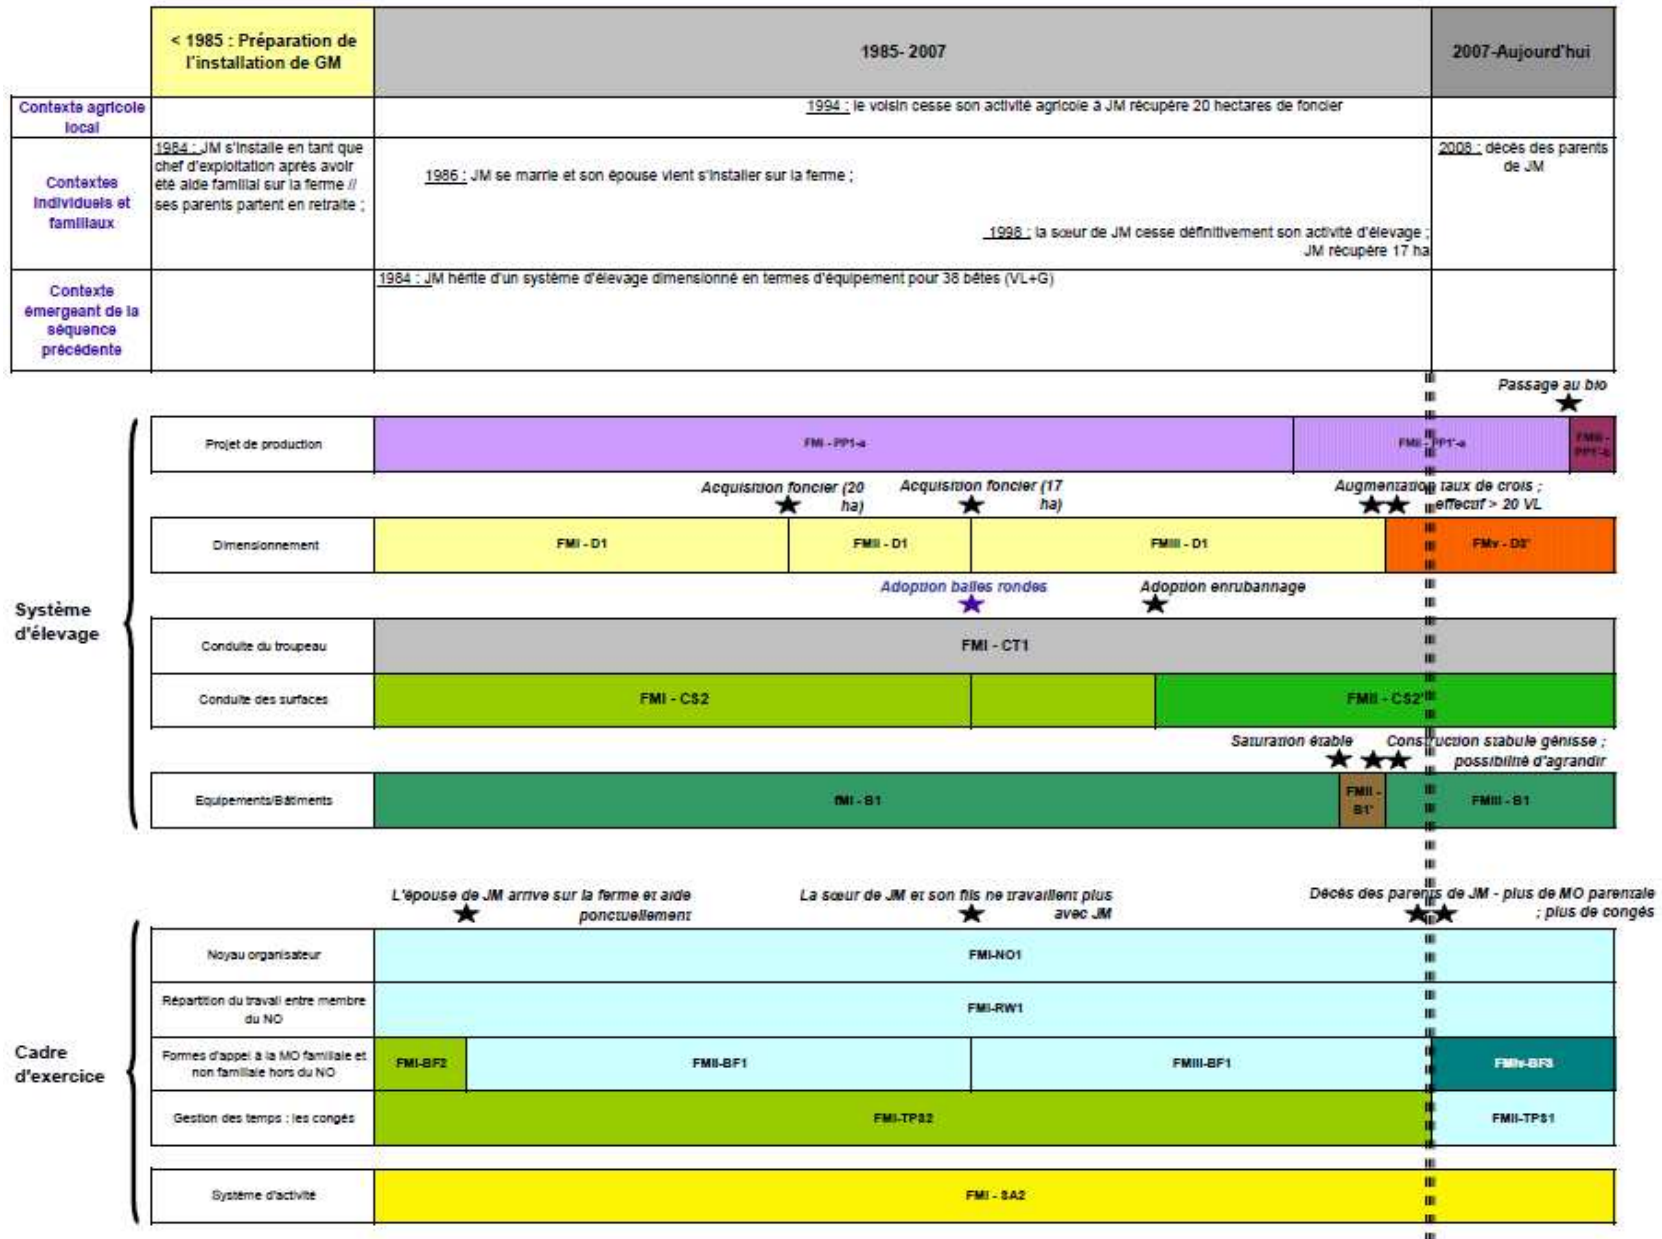 < 1985 : Préparation de
l'installation de GM
1985- 2007
2007-Aujourd'hui
Contexte agricole
local
1994 : le voisin cesse son activité agricole à JM récupère 20 hectares de foncier
Contextes
individuels et
familiaux
1984 : JM s'installe en tant que
chef d'exploitation après avoir
été aide familial sur la ferme //
ses parents partent en retraite ;
1986 : JM se marrie et son épouse vient s'installer sur la ferme ;
1998 : la sœur de JM cesse définitivement son activité d'élevage ;
JM récupère 17 ha
2008 : décès des parents
de JM
Contexte
émergeant de la
séquence
précédente
1984 : JM hérite d'un système d'élevage dimensionné en termes d'équipement pour 38 bêtes (VL+G)
Passage au bio
Système
d'élevage
Projet de production
FMI - PP1-a
FMII - PP1'-a
Acquisition foncier (20
ha)
Acquisition foncier (17
ha)
Augmentation taux de crois ;
effectif > 20 VL
Dimensionnement
FMI - D1
FMII - D1
FMIII - D1
Adoption balles rondes
Adoption enrubannage
Conduite du troupeau
FMI - CT1
Conduite des surfaces
FMI - CS2
FMII - CS2'
Saturation étable
Construction stabule génisse ;
possibilité d'agrandir
Equipements/Bâtiments
fMI - B1
FMII -
B1'
FMIII - B1
L'épouse de JM arrive sur la ferme et aide
ponctuellement
La sœur de JM et son fils ne travaillent plus
avec JM
Décès des parents de JM - plus de MO parentale
; plus de congés
Cadre
d'exercice
Noyau organisateur
FMI-NO1
Répartition du travail entre membre
du NO
FMI-RW1
Formes d'appel à la MO familiale et
non familiale hors du NO
FMI-BF2
FMII-BF1
FMIII-BF1
FMIv-BF3
Gestion des temps : les congés
FMI-TPS2
FMII-TPS1
Système d'activité
FMI - SA2